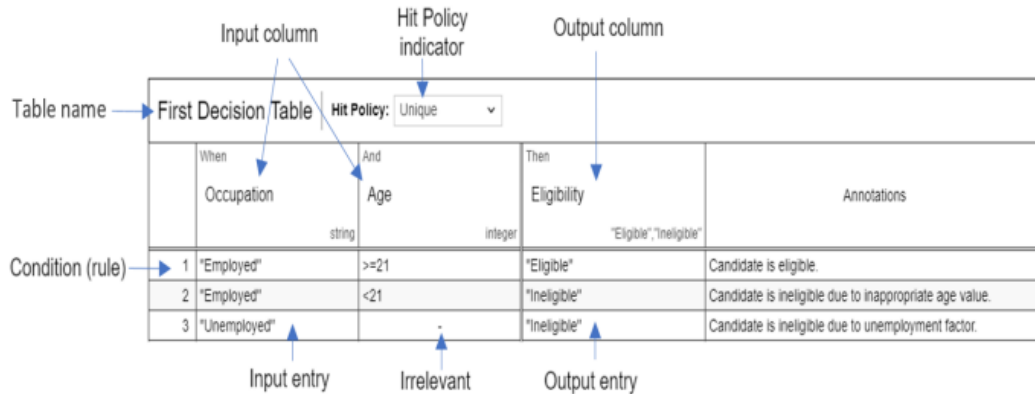 Input column
Hit Policy
indicator
Output column
Table name
First Decision Table Hit Policy: Unique
When And Then
Occupation Age Eligibility Annotations
string integer "Eligible","Ineligible"
Condition (rule)
1 "Employed" >=21 "Eligible" Candidate is eligible.
2 "Employed" <21 "Ineligible" Candidate is ineligible due to inappropriate age value.
3 "Unemployed" - "Ineligible" Candidate is ineligible due to unemployment factor.
Input entry Irrelevant Output entry